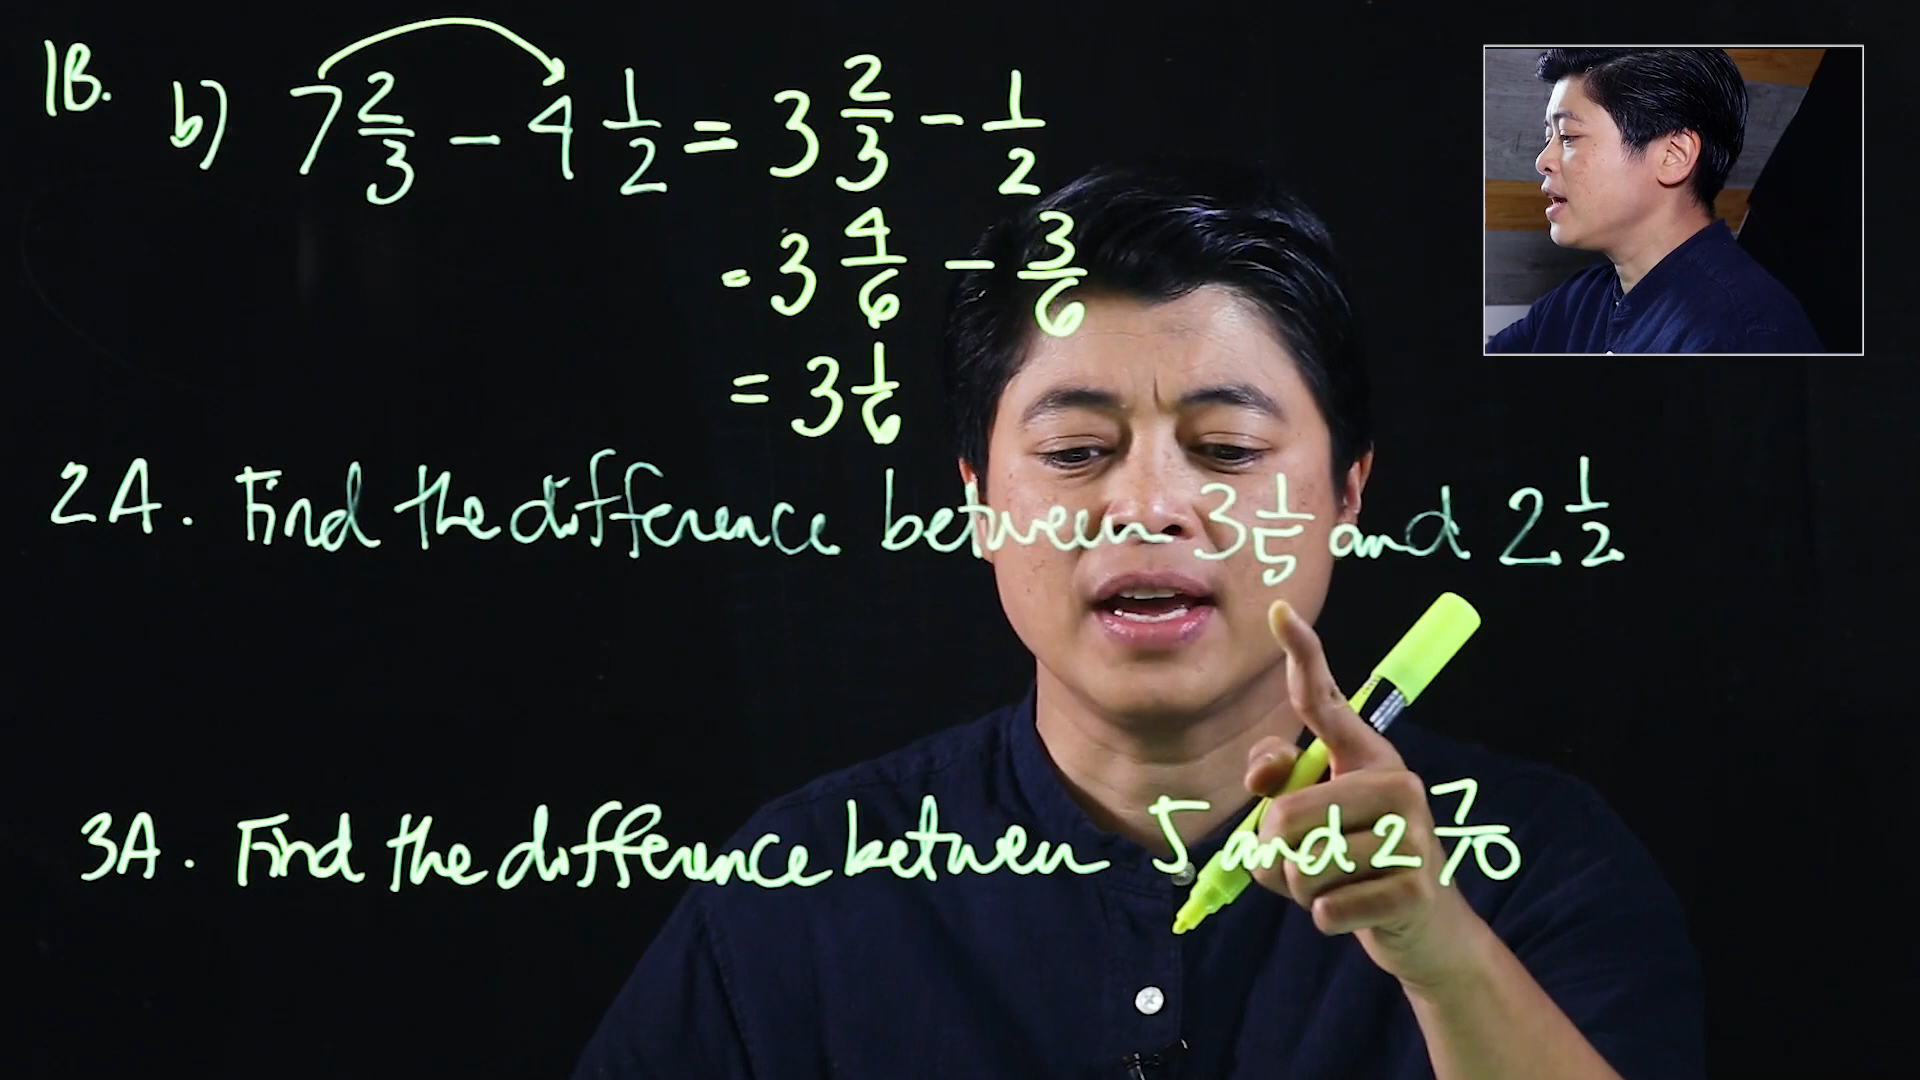 1B. b) 7 2/3 - 4 1/2 = 3 2/3 - 1/2
= 3 4/6 - 3/6
= 3 1/6
2A. Find the difference between 3 1/5 and 2 1/2
3A. Find the difference between 5 and 2 7/10